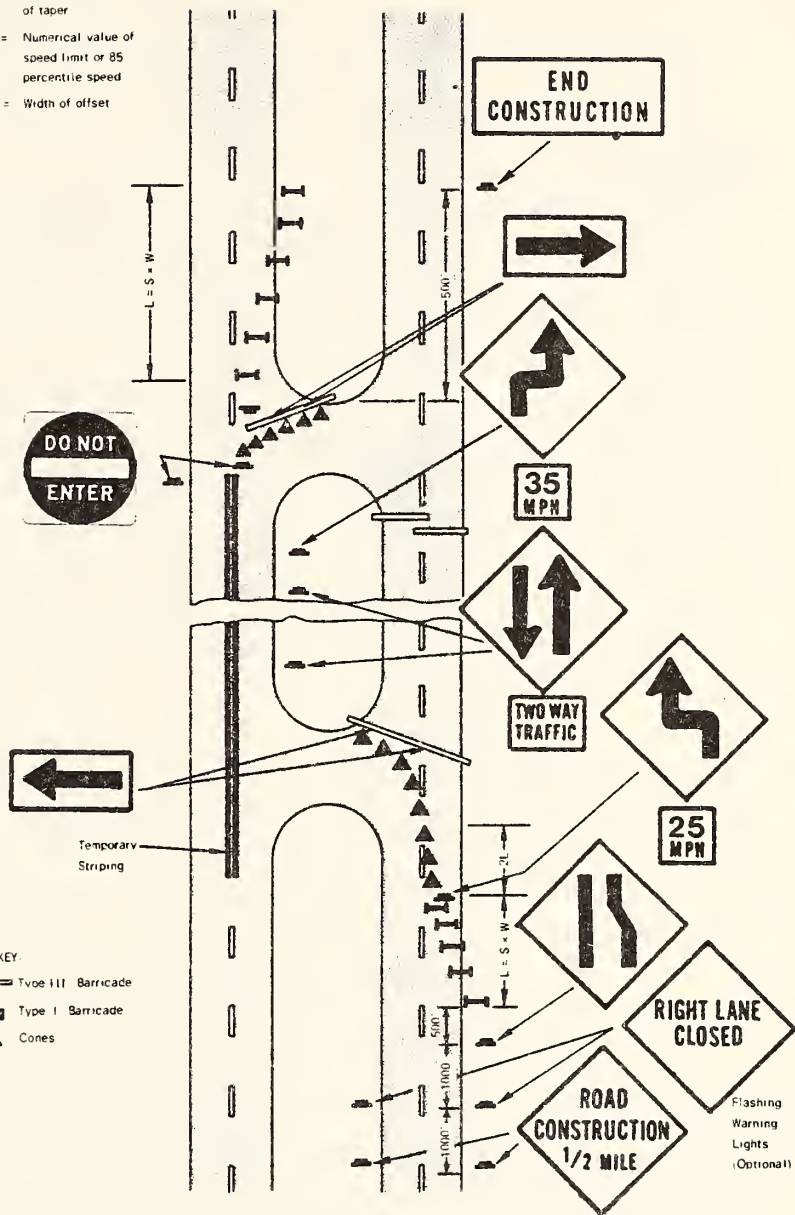 of taper
= Numerical value of
speed limit or 85
percentile speed
= Width of offset
END
CONSTRUCTION
L = S × W
500'
DO NOT
ENTER
35
MPH
TWO WAY
TRAFFIC
25
MPH
Temporary
Striping
2L
L = S × W
500'
1000'
1000'
KEY
Type III Barricade
Type I Barricade
Cones
RIGHT LANE
CLOSED
ROAD
CONSTRUCTION
1/2 MILE
Flashing
Warning
Lights
(Optional)